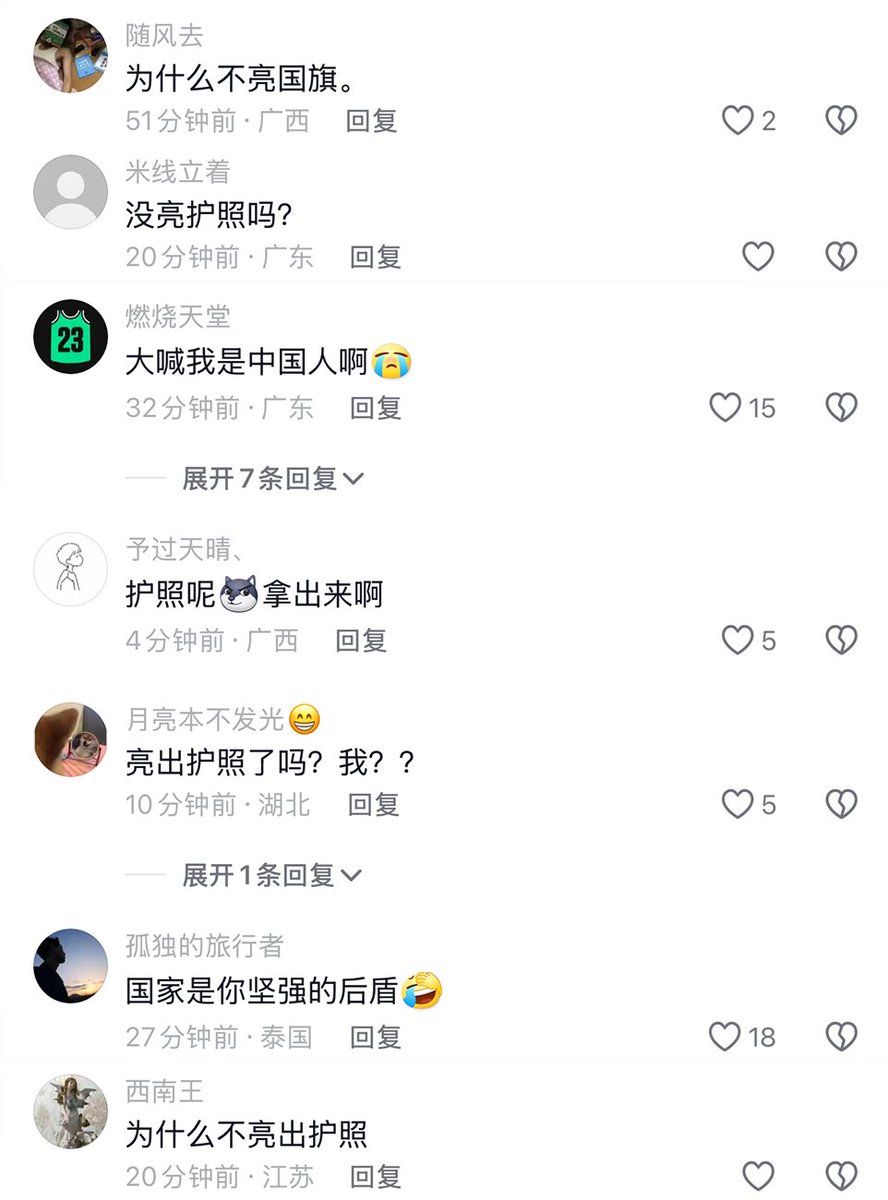 随风去
为什么不亮国旗。
51分钟前·广西 回复 2
米线立着
没亮护照吗?
20分钟前·广东 回复
23
燃烧天堂
大喊我是中国人啊😭
32分钟前·广东 回复 15
展开7条回复
予过天晴、
护照呢拿出来啊
4分钟前·广西 回复 5
月亮本不发光😁
亮出护照了吗？我？？
10分钟前·湖北 回复 5
展开1条回复
孤独的旅行者
国家是你坚强的后盾
27分钟前·泰国 回复 18
西南王
为什么不亮出护照
20分钟前·江苏 回复